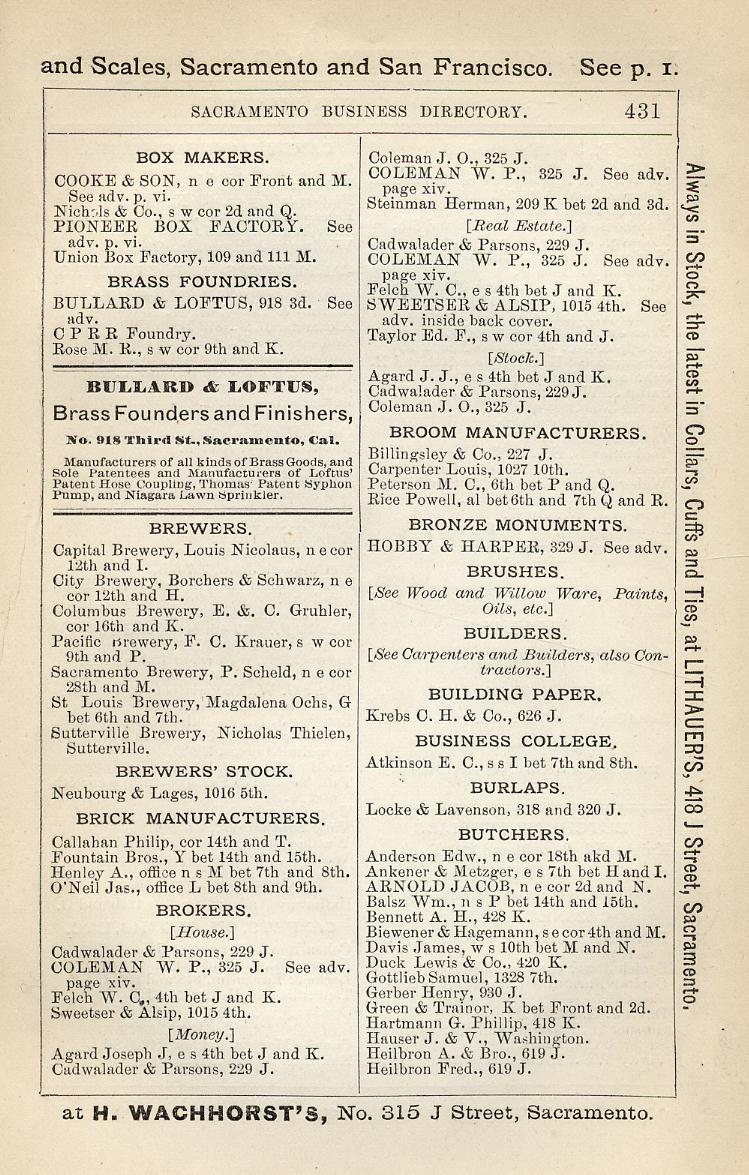 and Scales, Sacramento and San Francisco. See p. 1.
SACRAMENTO BUSINESS DIRECTORY. 431
BOX MAKERS.
COOKE & SON, n e cor Front and M.
See adv. p. vi.
Nichols & Co., s w cor 2d and Q.
PIONEER BOX FACTORY. See
adv. p. vi.
Union Box Factory, 109 and 111 M.
BRASS FOUNDRIES.
BULLARD & LOFTUS, 918 3d. See
adv.
C P R R Foundry.
Rose M. R., s w cor 9th and K.
BULLARD & LOFTUS,
Brass Founders and Finishers,
No. 918 Third St., Sacramento, Cal.
Manufacturers of all kinds of Brass Goods, and
Sole Patentees and Manufacturers of Loftus'
Patent Hose Coupling, Thomas' Patent Syphon
Pump, and Niagara Lawn Sprinkler.
BREWERS.
Capital Brewery, Louis Nicolaus, n e cor
12th and I.
City Brewery, Borchers & Schwarz, n e
cor 12th and H.
Columbus Brewery, E. &. C. Gruhler,
cor 16th and K.
Pacific Brewery, F. C. Krauer, s w cor
9th and P.
Sacramento Brewery, P. Scheld, n e cor
28th and M.
St Louis Brewery, Magdalena Ochs, G
bet 6th and 7th.
Sutterville Brewery, Nicholas Thielen,
Sutterville.
BREWERS' STOCK.
Neubourg & Lages, 1016 5th.
BRICK MANUFACTURERS.
Callahan Philip, cor 14th and T.
Fountain Bros., Y bet 14th and 15th.
Henley A., office n s M bet 7th and 8th.
O'Neil Jas., office L bet 8th and 9th.
BROKERS.
[House.]
Cadwalader & Parsons, 229 J.
COLEMAN W. P., 325 J. See adv.
page xiv.
Felch W. C., 4th bet J and K.
Sweetser & Alsip, 1015 4th.
[Money.]
Agard Joseph J, e s 4th bet J and K.
Cadwalader & Parsons, 229 J.
Coleman J. O., 325 J.
COLEMAN W. P., 325 J. See adv.
page xiv.
Steinman Herman, 209 K bet 2d and 3d.
[Real Estate.]
Cadwalader & Parsons, 229 J.
COLEMAN W. P., 325 J. See adv.
page xiv.
Felch W. C., e s 4th bet J and K.
SWEETSER & ALSIP, 1015 4th. See
adv. inside back cover.
Taylor Ed. F., s w cor 4th and J.
[Stock.]
Agard J. J., e s 4th bet J and K.
Cadwalader & Parsons, 229 J.
Coleman J. O., 325 J.
BROOM MANUFACTURERS.
Billingsley & Co., 227 J.
Carpenter Louis, 1027 10th.
Peterson M. C., 6th bet P and Q.
Rice Powell, al bet 6th and 7th Q and R.
BRONZE MONUMENTS.
HOBBY & HARPER, 329 J. See adv.
BRUSHES.
[See Wood and Willow Ware, Paints,
Oils, etc.]
BUILDERS.
[See Carpenters and Builders, also Con-
tractors.]
BUILDING PAPER.
Krebs C. H. & Co., 626 J.
BUSINESS COLLEGE.
Atkinson E. C., s s I bet 7th and 8th.
BURLAPS.
Locke & Lavenson, 318 and 320 J.
BUTCHERS.
Anderson Edw., n e cor 18th akd M.
Ankener & Metzger, e s 7th bet H and I.
ARNOLD JACOB, n e cor 2d and N.
Balsz Wm., n s P bet 14th and 15th.
Bennett A. H., 428 K.
Biewener & Hagemann, s e cor 4th and M.
Davis James, w s 10th bet M and N.
Duck Lewis & Co., 420 K.
Gottlieb Samuel, 1328 7th.
Gerber Henry, 930 J.
Green & Trainor, K bet Front and 2d.
Hartmann G. Phillip, 418 K.
Hauser J. & V., Washington.
Heilbron A. & Bro., 619 J.
Heilbron Fred., 619 J.
Always in Stock, the latest in Collars, Cuffs and Ties, at LITHAUER'S, 418 J Street, Sacramento.
at H. WACHHORST'S, No. 315 J Street, Sacramento.